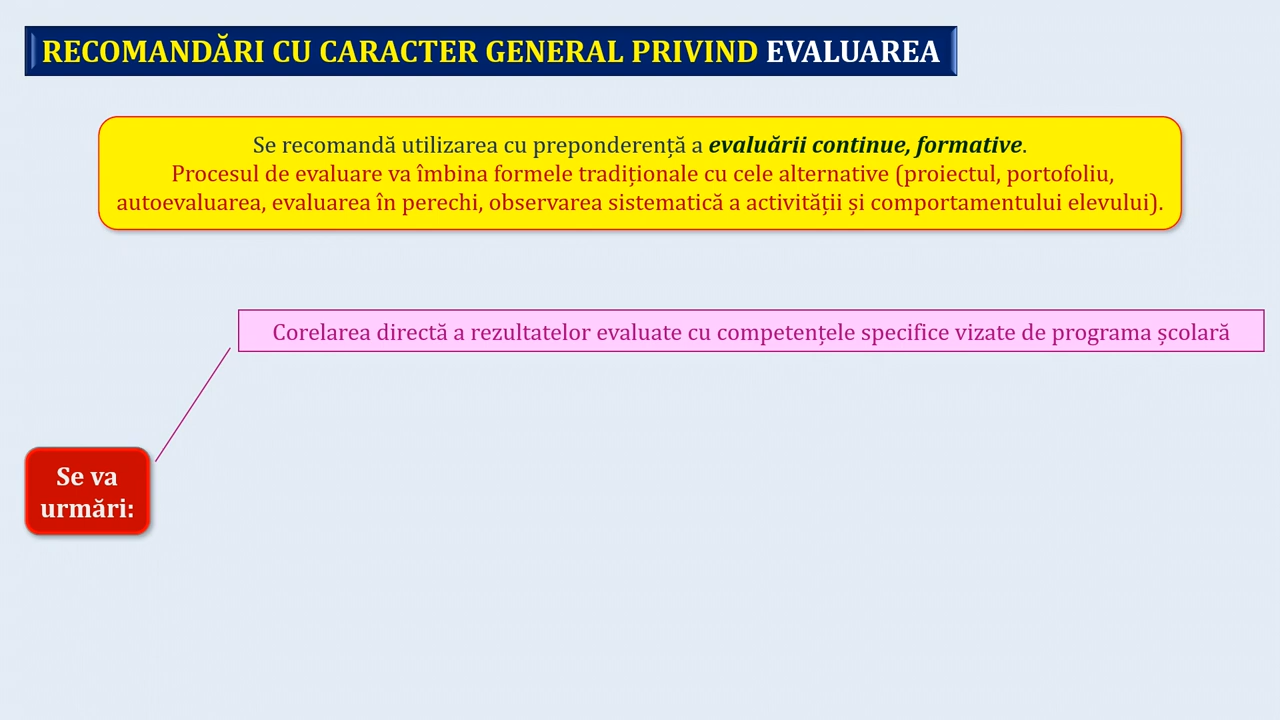 RECOMANDĂRI CU CARACTER GENERAL PRIVIND EVALUAREA
Se recomandă utilizarea cu preponderență a evaluării continue, formative.
Procesul de evaluare va îmbina formele tradiționale cu cele alternative (proiectul, portofoliu,
autoevaluarea, evaluarea în perechi, observarea sistematică a activității și comportamentului elevului).
Corelarea directă a rezultatelor evaluate cu competențele specifice vizate de programa școlară
Se va
urmări: